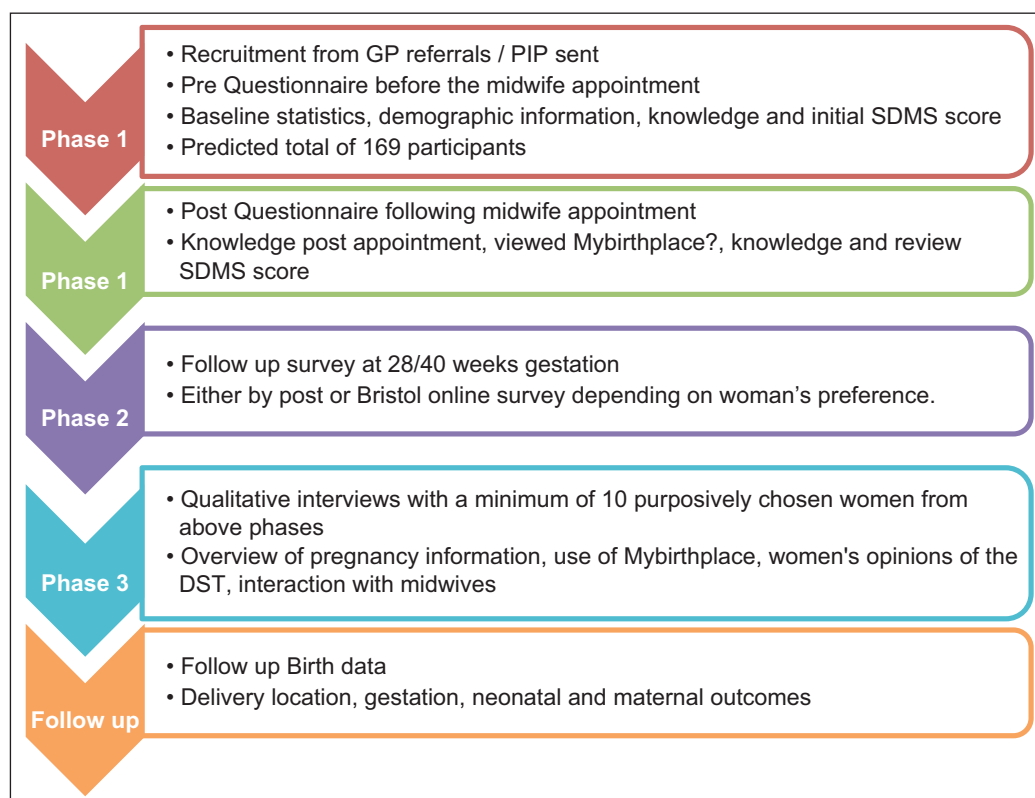 Phase 1
• Recruitment from GP referrals / PIP sent
• Pre Questionnaire before the midwife appointment
• Baseline statistics, demographic information, knowledge and initial SDMS score
• Predicted total of 169 participants
Phase 1
• Post Questionnaire following midwife appointment
• Knowledge post appointment, viewed Mybirthplace?, knowledge and review
SDMS score
Phase 2
• Follow up survey at 28/40 weeks gestation
• Either by post or Bristol online survey depending on woman’s preference.
Phase 3
• Qualitative interviews with a minimum of 10 purposively chosen women from
above phases
• Overview of pregnancy information, use of Mybirthplace, women's opinions of the
DST, interaction with midwives
Follow up
• Follow up Birth data
• Delivery location, gestation, neonatal and maternal outcomes